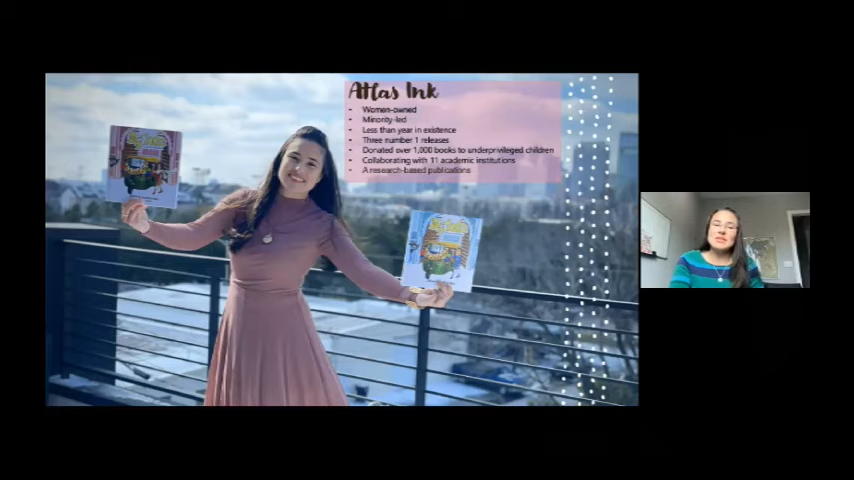 Atlas Ink
- Women-owned
- Minority-led
- Less than year in existence
- Three number 1 releases
- Donated over 1,000 books to underprivileged children
- Collaborating with 11 academic institutions
- A research-based publications